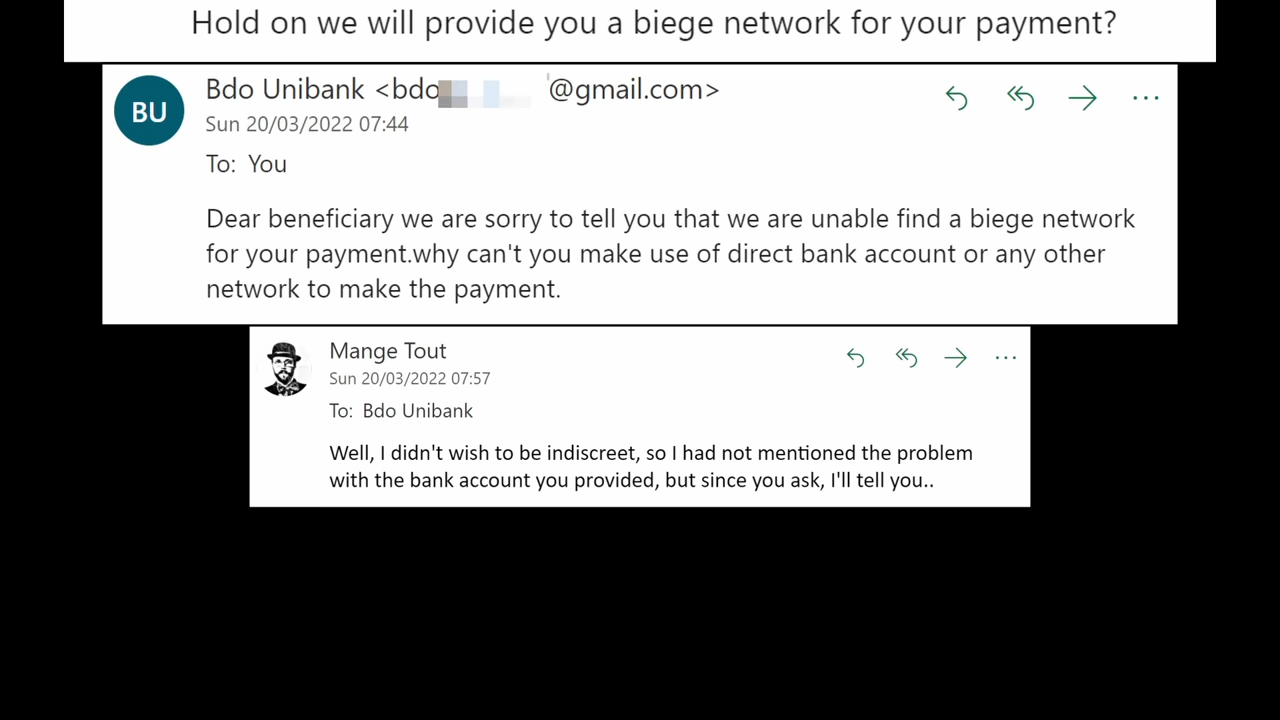 Hold on we will provide you a biege network for your payment?
BU
Bdo Unibank <bdo @gmail.com>
Sun 20/03/2022 07:44
To: You
Dear beneficiary we are sorry to tell you that we are unable find a biege network
for your payment.why can't you make use of direct bank account or any other
network to make the payment.
Mange Tout
Sun 20/03/2022 07:57
To: Bdo Unibank
Well, I didn't wish to be indiscreet, so I had not mentioned the problem
with the bank account you provided, but since you ask, I'll tell you..